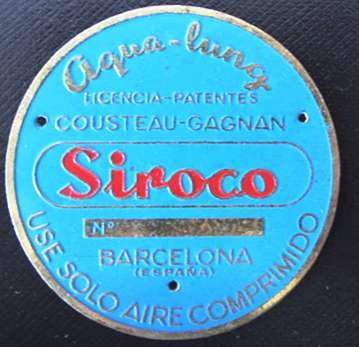 Aqua-lung
LICENCIA-PATENTES
COUSTEAU-GAGNAN
Siroco
Nº
BARCELONA
(ESPAÑA)
USE SOLO AIRE COMPRIMIDO